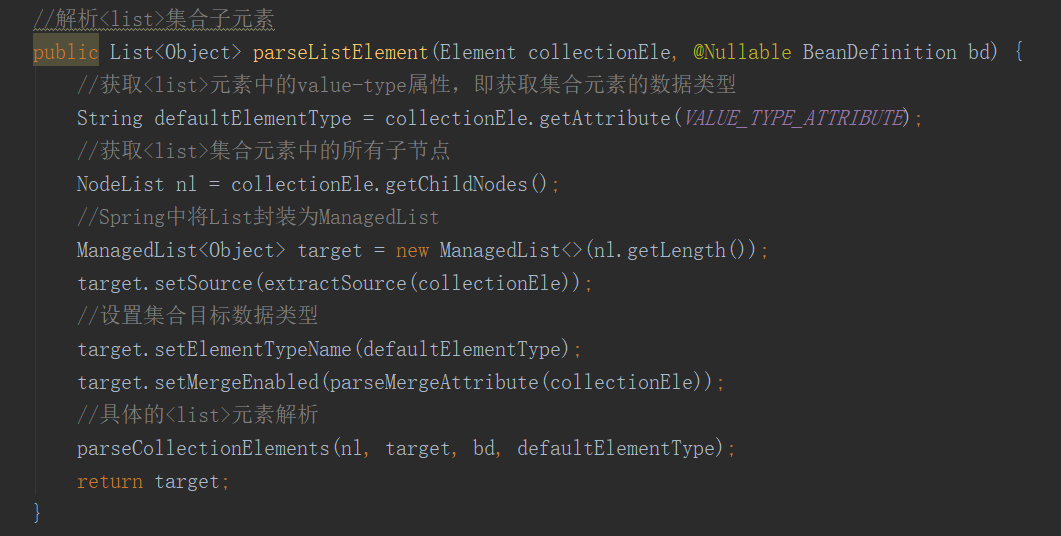 //解析<list>集合子元素
public List<Object> parseListElement(Element collectionEle, @Nullable BeanDefinition bd) {
//获取<list>元素中的value-type属性，即获取集合元素的数据类型
String defaultElementType = collectionEle.getAttribute(VALUE_TYPE_ATTRIBUTE);
//获取<list>集合元素中的所有子节点
NodeList nl = collectionEle.getChildNodes();
//Spring中将List封装为ManagedList
ManagedList<Object> target = new ManagedList<>(nl.getLength());
target.setSource(extractSource(collectionEle));
//设置集合目标数据类型
target.setElementTypeName(defaultElementType);
target.setMergeEnabled(parseMergeAttribute(collectionEle));
//具体的<list>元素解析
parseCollectionElements(nl, target, bd, defaultElementType);
return target;
}